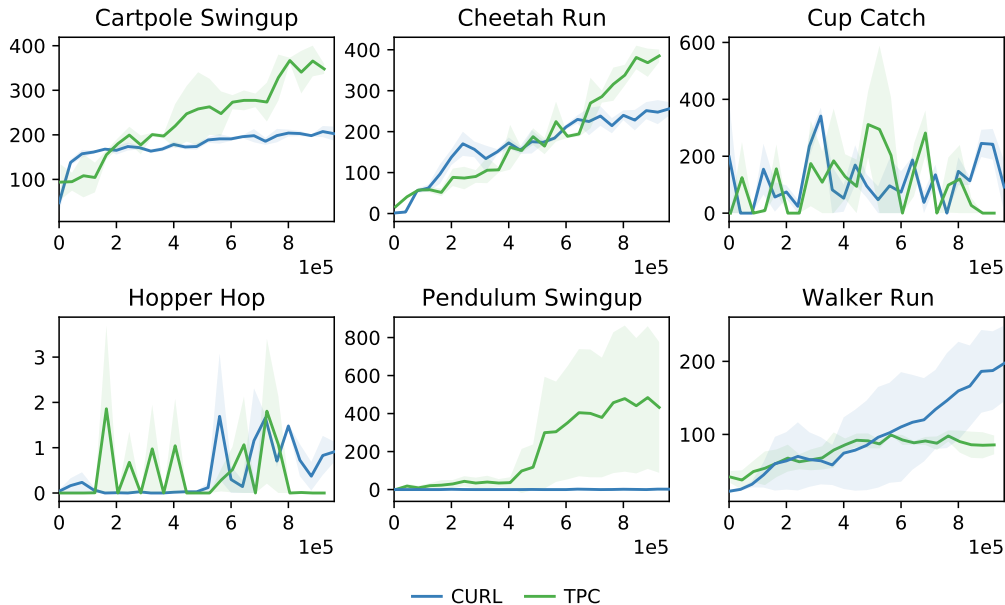 Cartpole Swingup Cheetah Run Cup Catch
400 400 600
300 300 400
200 200 200
100 100 0
0
0 2 4 6 8 0 2 4 6 8 0 2 4 6 8
1e5 1e5 1e5
Hopper Hop Pendulum Swingup Walker Run
3 800 200
2 600 100
1 400
0 200
0
0 2 4 6 8 0 2 4 6 8 0 2 4 6 8
1e5 1e5 1e5
CURL TPC